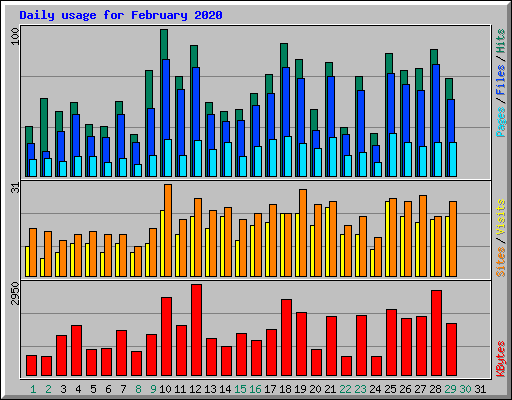 Daily usage for February 2020
100
Pages / Files / Hits
31
Sites / Visits
2950
KBytes
1 2 3 4 5 6 7 8 9 10 11 12 13 14 15 16 17 18 19 20 21 22 23 24 25 26 27 28 29 30 31